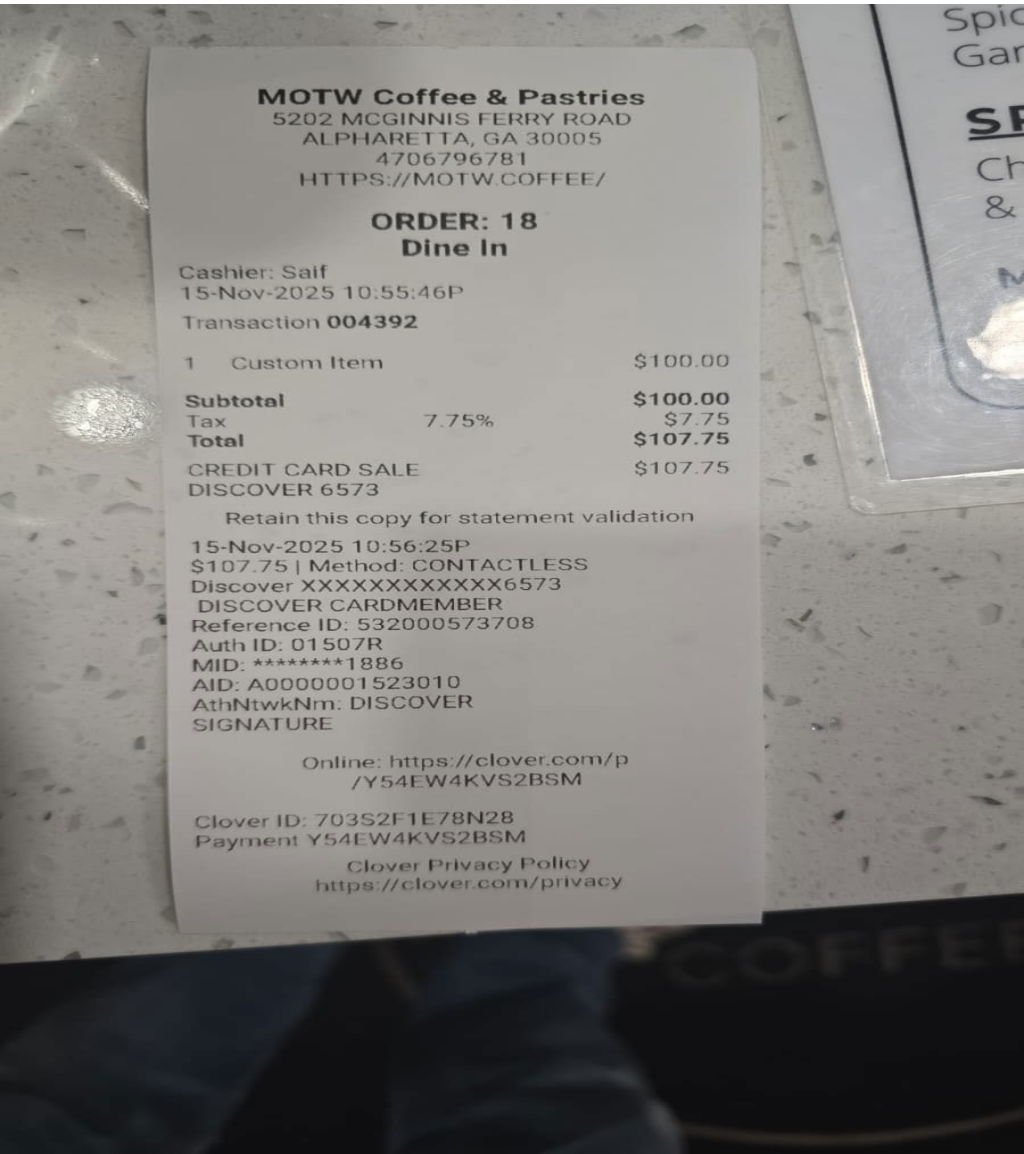 MOTW Coffee & Pastries
5202 MCGINNIS FERRY ROAD
ALPHARETTA, GA 30005
4706796781
HTTPS://MOTW.COFFEE/
ORDER: 18
Dine In
Cashier: Saif
15-Nov-2025 10:55:46P
Transaction 004392
1 Custom Item $100.00
Subtotal $100.00
Tax 7.75% $7.75
Total $107.75
CREDIT CARD SALE $107.75
DISCOVER 6573
Retain this copy for statement validation
15-Nov-2025 10:56:25P
$107.75 | Method: CONTACTLESS
Discover XXXXXXXXXXXX6573
DISCOVER CARDMEMBER
Reference ID: 532000573708
Auth ID: 01507R
MID: ********1886
AID: A0000001523010
AthNtwkNm: DISCOVER
SIGNATURE
Online: https://clover.com/p
/Y54EW4KVS2BSM
Clover ID: 703S2F1E78N28
Payment Y54EW4KVS2BSM
Clover Privacy Policy
https://clover.com/privacy
&
COFFEE